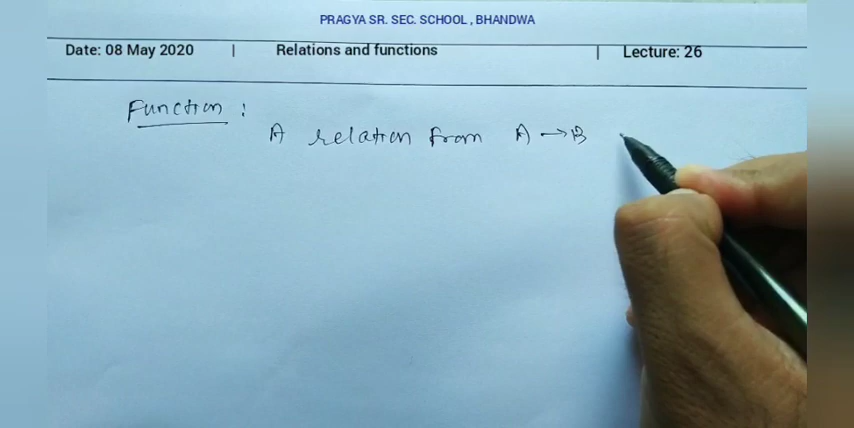 PRAGYA SR. SEC. SCHOOL , BHANDWA
Date: 08 May 2020 | Relations and functions | Lecture: 26
Function :
A relation from A → B